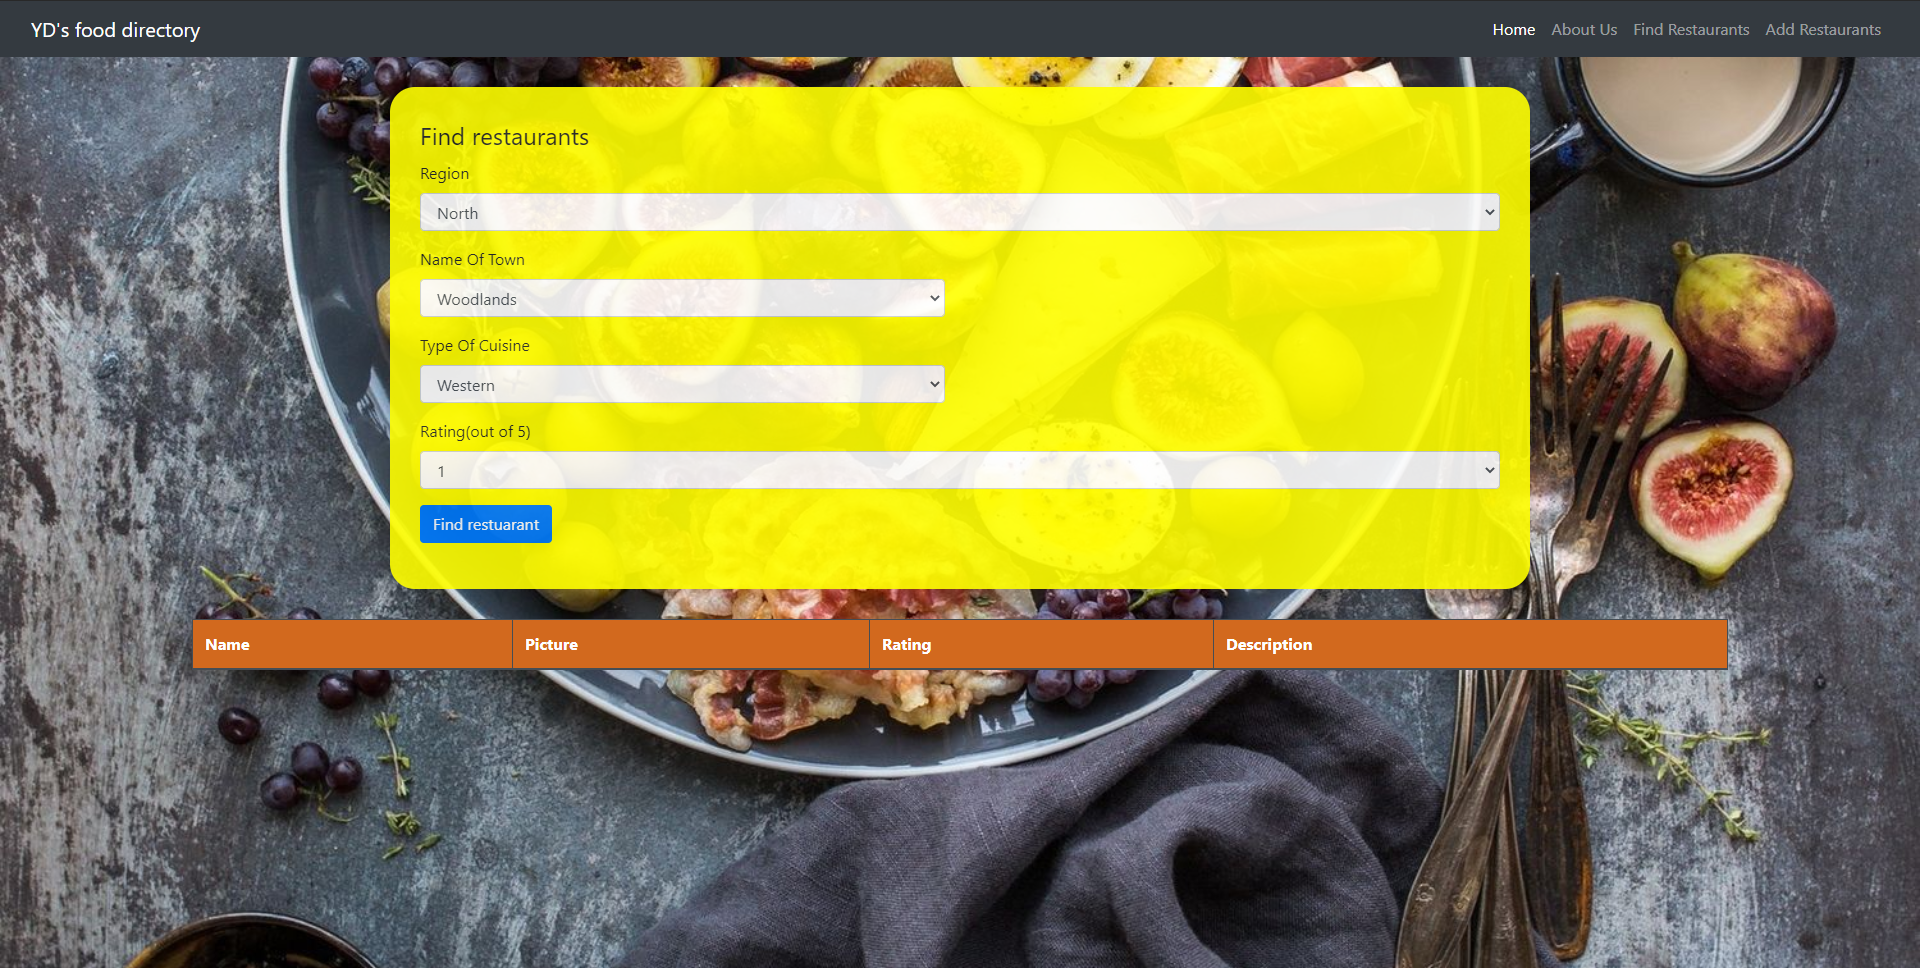 YD's food directory
Home About Us Find Restaurants Add Restaurants
Find restaurants
Region
North
Name Of Town
Woodlands
Type Of Cuisine
Western
Rating(out of 5)
1
Find restuarant
Name Picture Rating Description